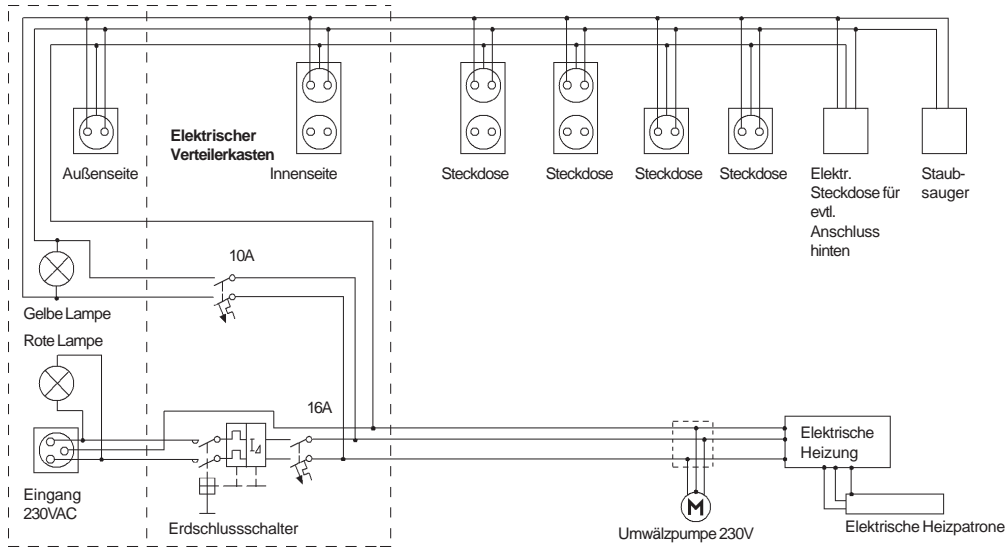 Elektrischer
Verteilerkasten
Außenseite
Innenseite
Steckdose
Steckdose
Steckdose
Steckdose
Elektr.
Steckdose für
evtl.
Anschluss
hinten
Staub-
sauger
10A
Gelbe Lampe
Rote Lampe
16A
I
Elektrische
Heizung
M
Eingang
230VAC
Erdschlussschalter
Umwälzpumpe 230V
Elektrische Heizpatrone